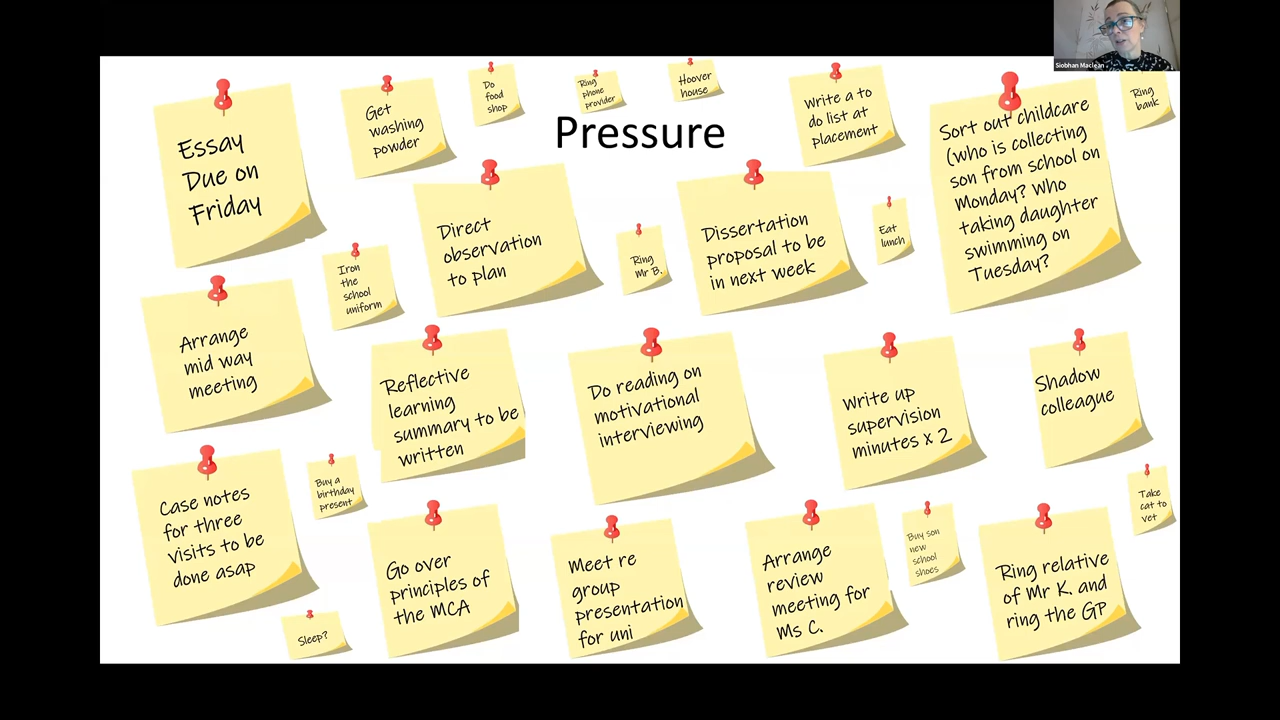 Siobhan Maclean
Pressure
Essay
Due on
Friday
Get
washing
powder
Do
food
shop
Ring
phone
provider
Hoover
house
Write a to
do list at
placement
Sort out childcare
(who is collecting
son from school on
Monday? Who
taking daughter
swimming on
Tuesday?
Ring
bank
Direct
observation
to plan
Ring
Mr B.
Dissertation
proposal to be
in next week
Eat
lunch
Iron
the
school
uniform
Arrange
mid way
meeting
Reflective
learning
summary to be
written
Do reading on
motivational
interviewing
Write up
supervision
minutes x 2
Shadow
colleague
Case notes
for three
visits to be
done asap
Buy a
birthday
present
Go over
principles of
the MCA
Meet re
group
presentation
for uni
Arrange
review
meeting for
Ms C.
Buy son
new
school
shoes
Ring relative
of Mr K. and
ring the GP
Take
cat to
vet
Sleep?